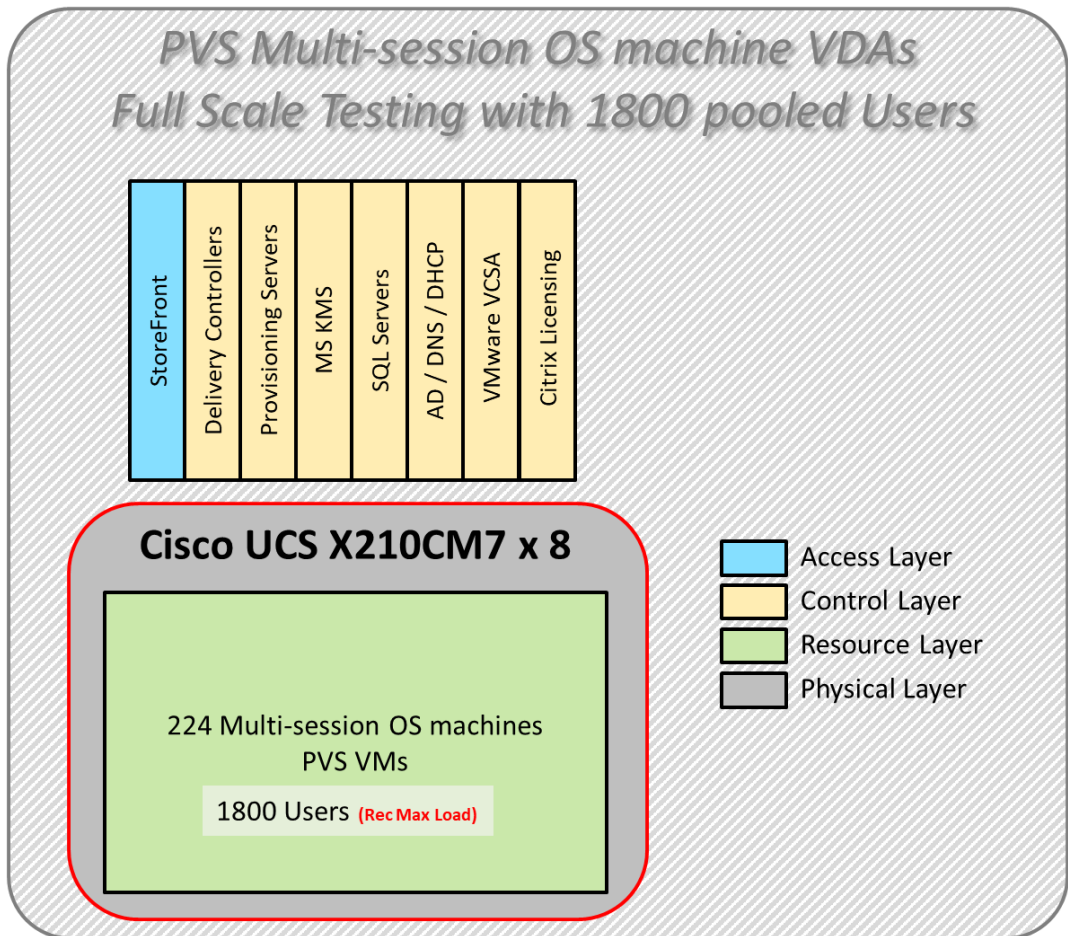 PVS Multi-session OS machine VDAs
Full Scale Testing with 1800 pooled Users
StoreFront
Delivery Controllers
Provisioning Servers
MS KMS
SQL Servers
AD / DNS / DHCP
VMware VCSA
Citrix Licensing
Cisco UCS X210CM7 x 8
224 Multi-session OS machines
PVS VMs
1800 Users (Rec Max Load)
Access Layer
Control Layer
Resource Layer
Physical Layer